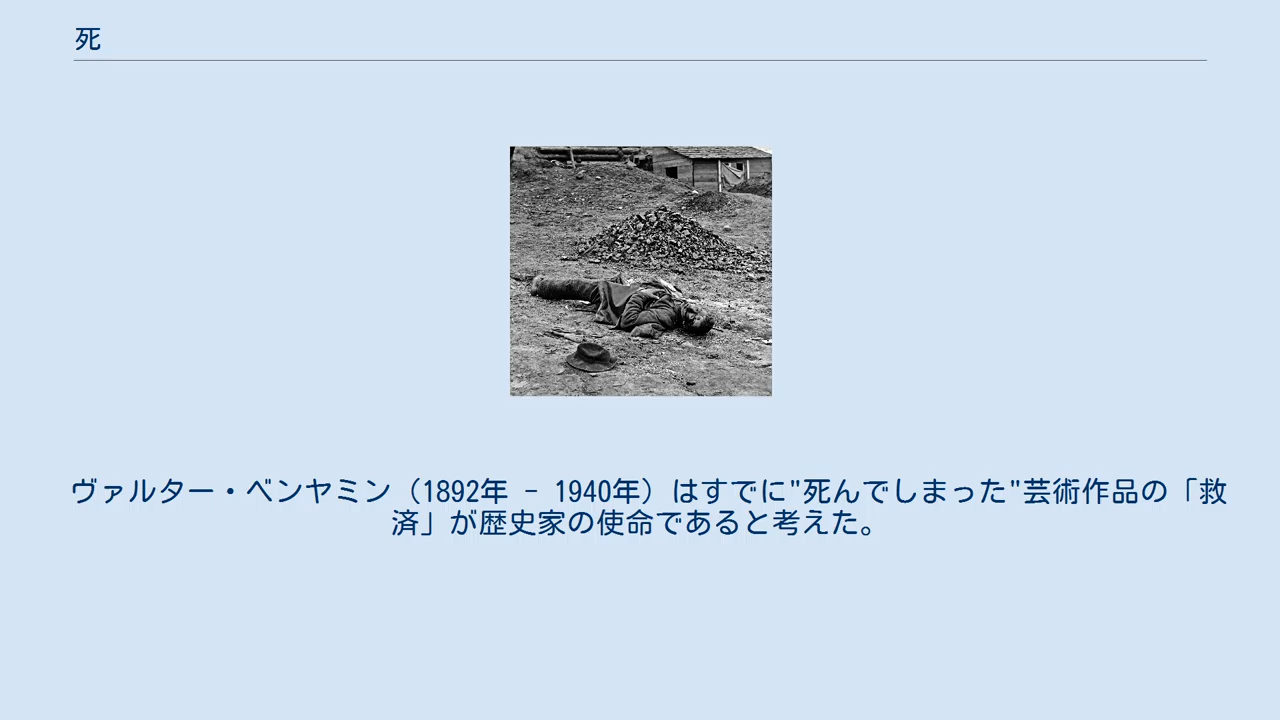 死
ヴァルター・ベンヤミン（1892年 - 1940年）はすでに"死んでしまった"芸術作品の「救
済」が歴史家の使命であると考えた。